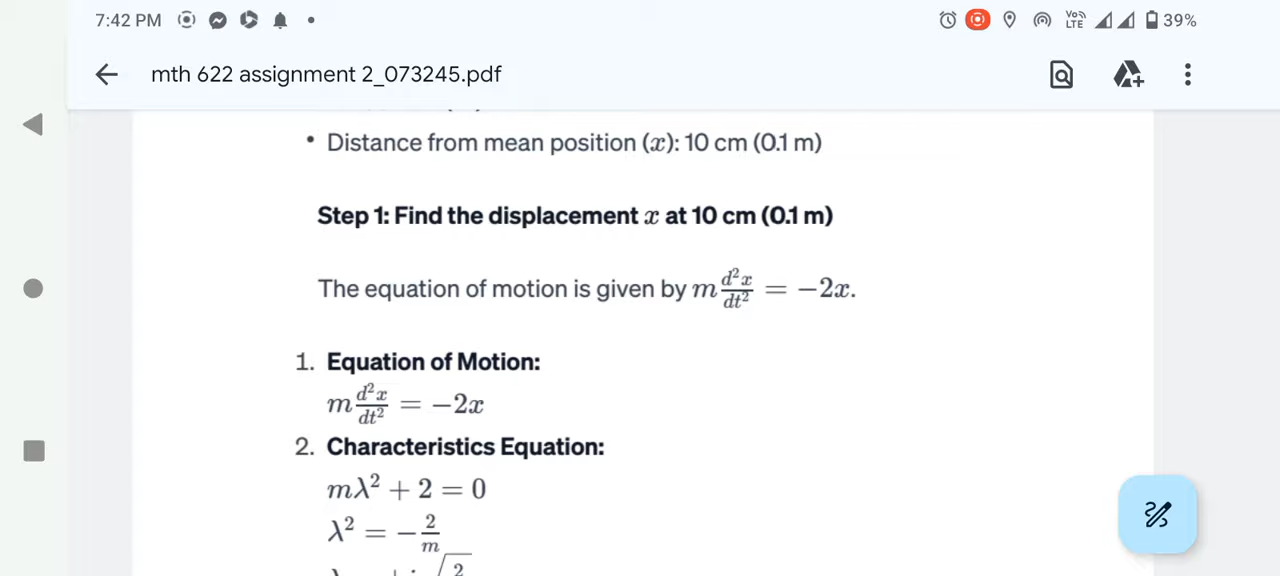 7:42 PM
Vo)) LTE
39%
mth 622 assignment 2_073245.pdf
• Distance from mean position (x): 10 cm (0.1 m)
Step 1: Find the displacement x at 10 cm (0.1 m)
The equation of motion is given by m d²x/dt² = −2x.
1. Equation of Motion:
m d²x/dt² = −2x
2. Characteristics Equation:
mλ² + 2 = 0
λ² = − 2/m